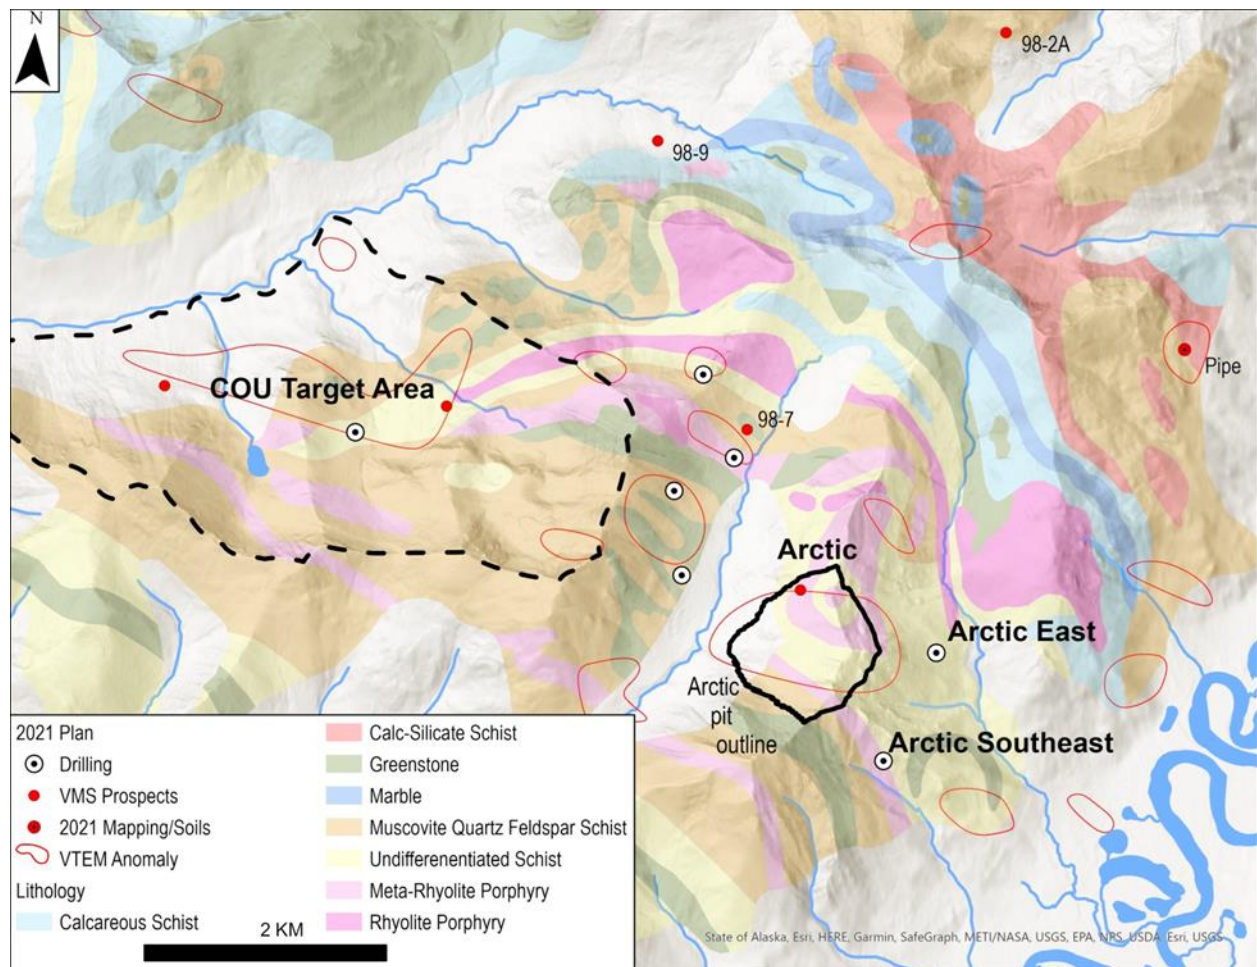 N
98-2A
98-9
Pipe
COU Target Area
98-7
Arctic
Arctic East
Arctic
pit
outline
Arctic Southeast
2021 Plan
Drilling
VMS Prospects
2021 Mapping/Soils
VTEM Anomaly
Lithology
Calcareous Schist
Calc-Silicate Schist
Greenstone
Marble
Muscovite Quartz Feldspar Schist
Undifferenentiated Schist
Meta-Rhyolite Porphyry
Rhyolite Porphyry
2 KM
State of Alaska, Esri, HERE, Garmin, SafeGraph, METI/NASA, USGS, EPA, NPS, USDA, Esri, USGS